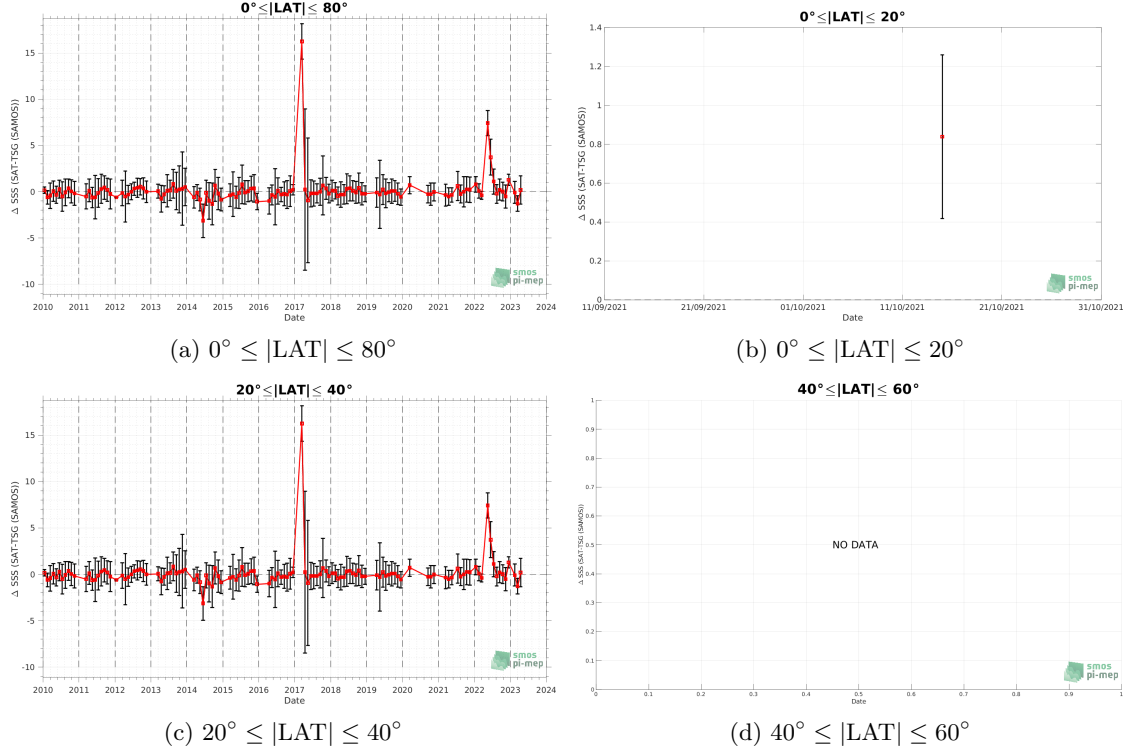 0°≤|LAT|≤ 80°
Δ SSS (SAT-TSG (SAMOS))
15
10
5
0
-5
-10
2010 2011 2012 2013 2014 2015 2016 2017 2018 2019 2020 2021 2022 2023 2024
Date
smos
pi-mep
(a) 0° ≤ |LAT| ≤ 80°
0°≤|LAT|≤ 20°
Δ SSS (SAT-TSG (SAMOS))
1.4
1.2
1
0.8
0.6
0.4
0.2
0
11/09/2021 21/09/2021 01/10/2021 11/10/2021 21/10/2021 31/10/2021
Date
smos
pi-mep
(b) 0° ≤ |LAT| ≤ 20°
20°≤|LAT|≤ 40°
Δ SSS (SAT-TSG (SAMOS))
15
10
5
0
-5
-10
2010 2011 2012 2013 2014 2015 2016 2017 2018 2019 2020 2021 2022 2023 2024
Date
smos
pi-mep
(c) 20° ≤ |LAT| ≤ 40°
40°≤|LAT|≤ 60°
Δ SSS (SAT-TSG (SAMOS))
1
0.9
0.8
0.7
0.6
0.5
0.4
0.3
0.2
0.1
0
NO DATA
0 0.1 0.2 0.3 0.4 0.5 0.6 0.7 0.8 0.9 1
Date
smos
pi-mep
(d) 40° ≤ |LAT| ≤ 60°